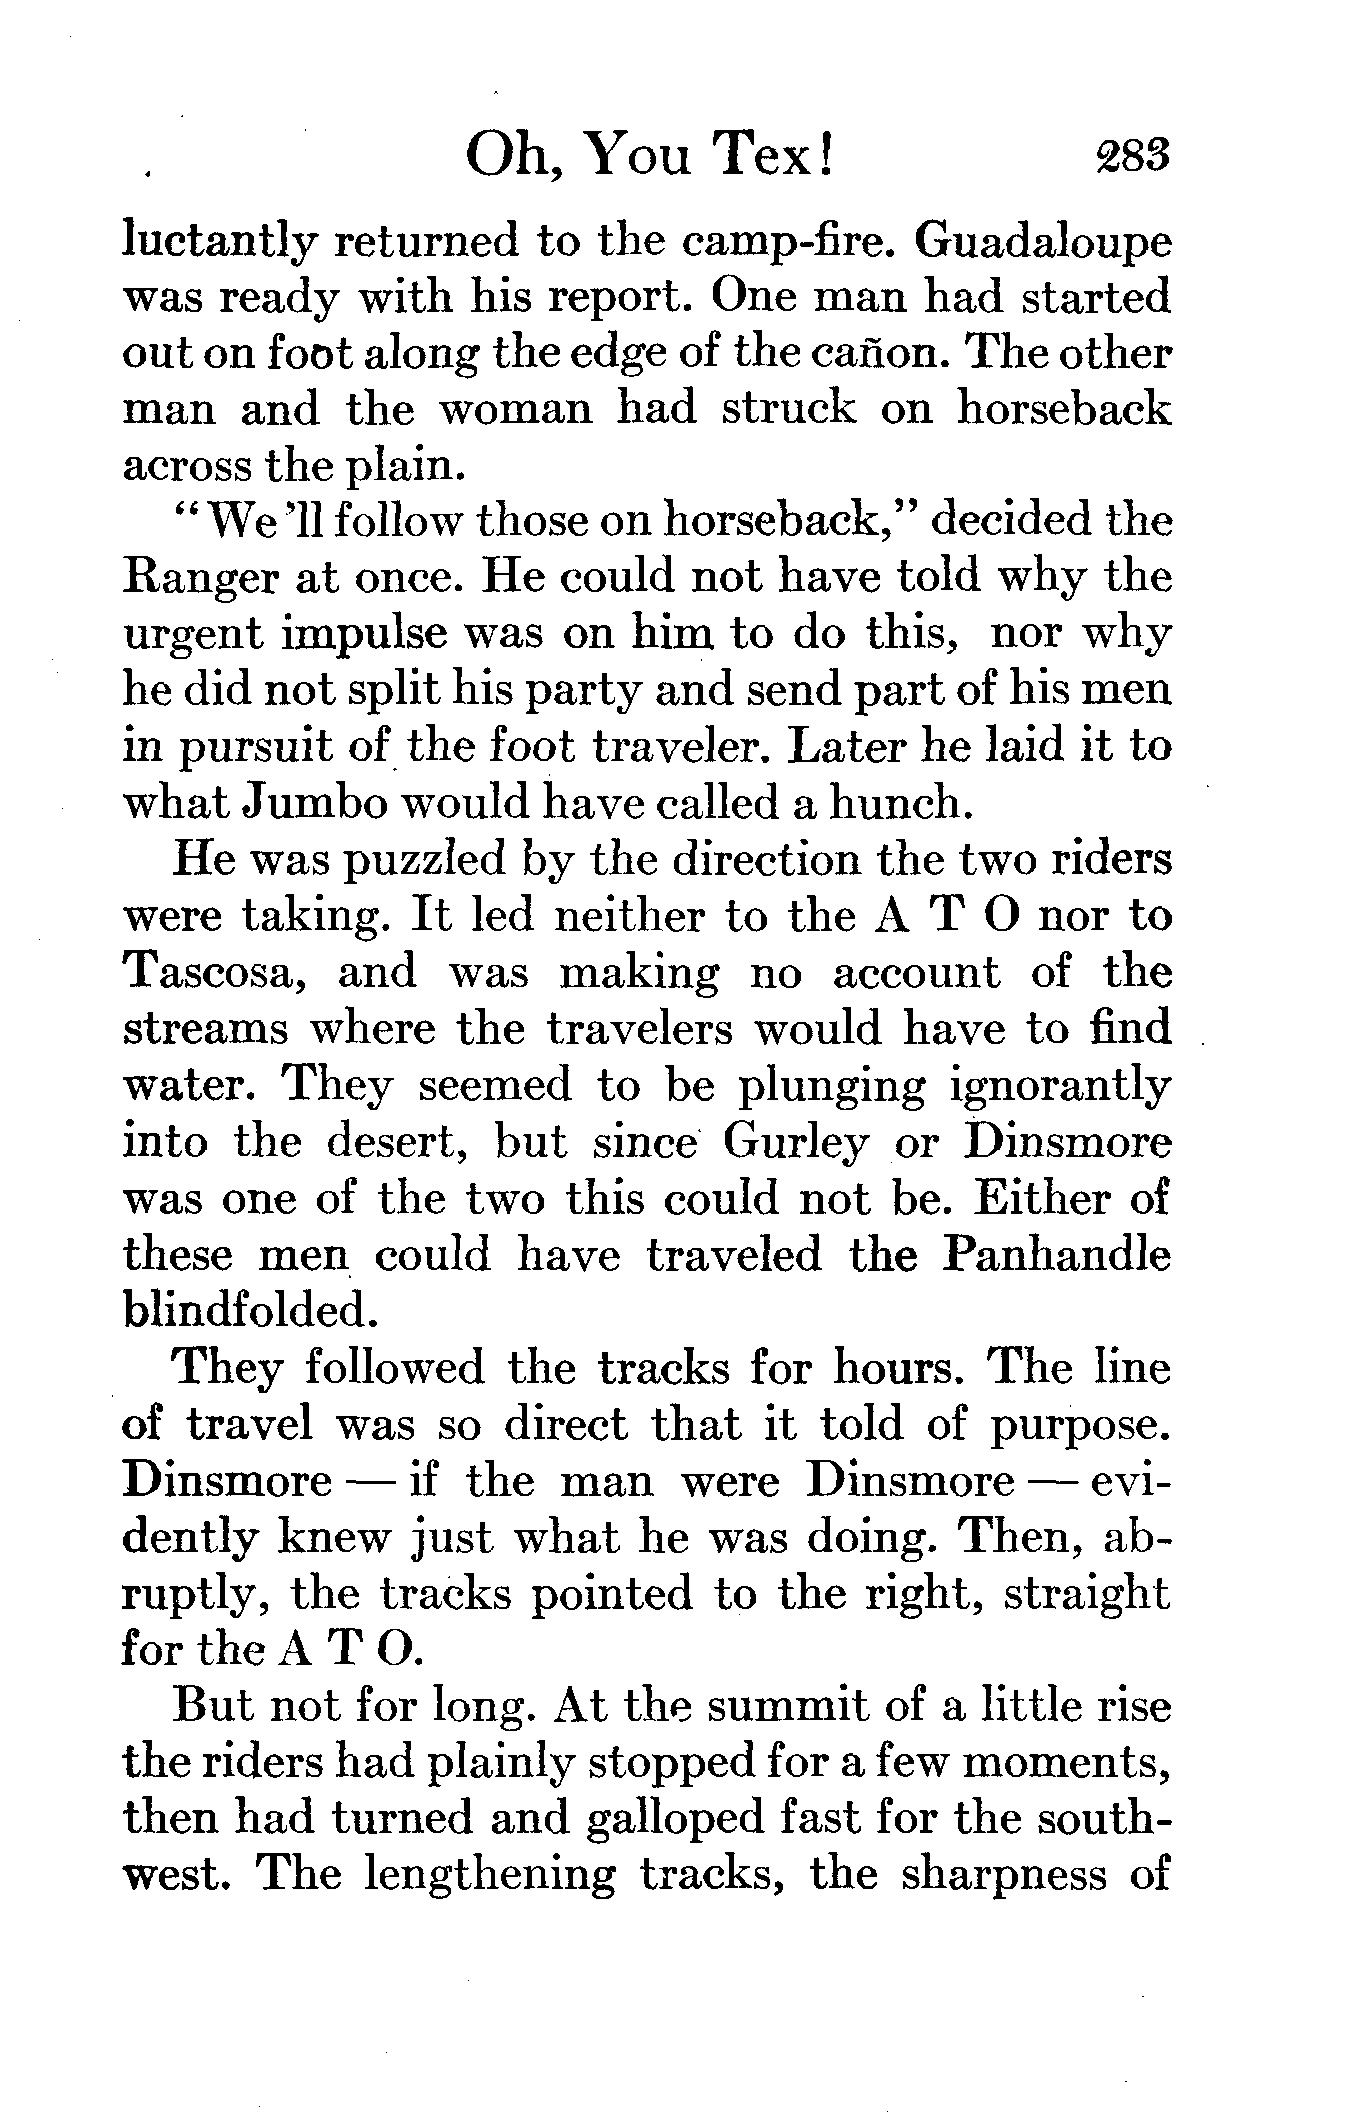 Oh, You Tex! 283
luctantly returned to the camp-fire. Guadaloupe
was ready with his report. One man had started
out on foot along the edge of the cañon. The other
man and the woman had struck on horseback
across the plain.
"We'll follow those on horseback," decided the
Ranger at once. He could not have told why the
urgent impulse was on him to do this, nor why
he did not split his party and send part of his men
in pursuit of the foot traveler. Later he laid it to
what Jumbo would have called a hunch.
He was puzzled by the direction the two riders
were taking. It led neither to the A T O nor to
Tascosa, and was making no account of the
streams where the travelers would have to find
water. They seemed to be plunging ignorantly
into the desert, but since Gurley or Dinsmore
was one of the two this could not be. Either of
these men could have traveled the Panhandle
blindfolded.
They followed the tracks for hours. The line
of travel was so direct that it told of purpose.
Dinsmore — if the man were Dinsmore — evi-
dently knew just what he was doing. Then, ab-
ruptly, the tracks pointed to the right, straight
for the A T O.
But not for long. At the summit of a little rise
the riders had plainly stopped for a few moments,
then had turned and galloped fast for the south-
west. The lengthening tracks, the sharpness of